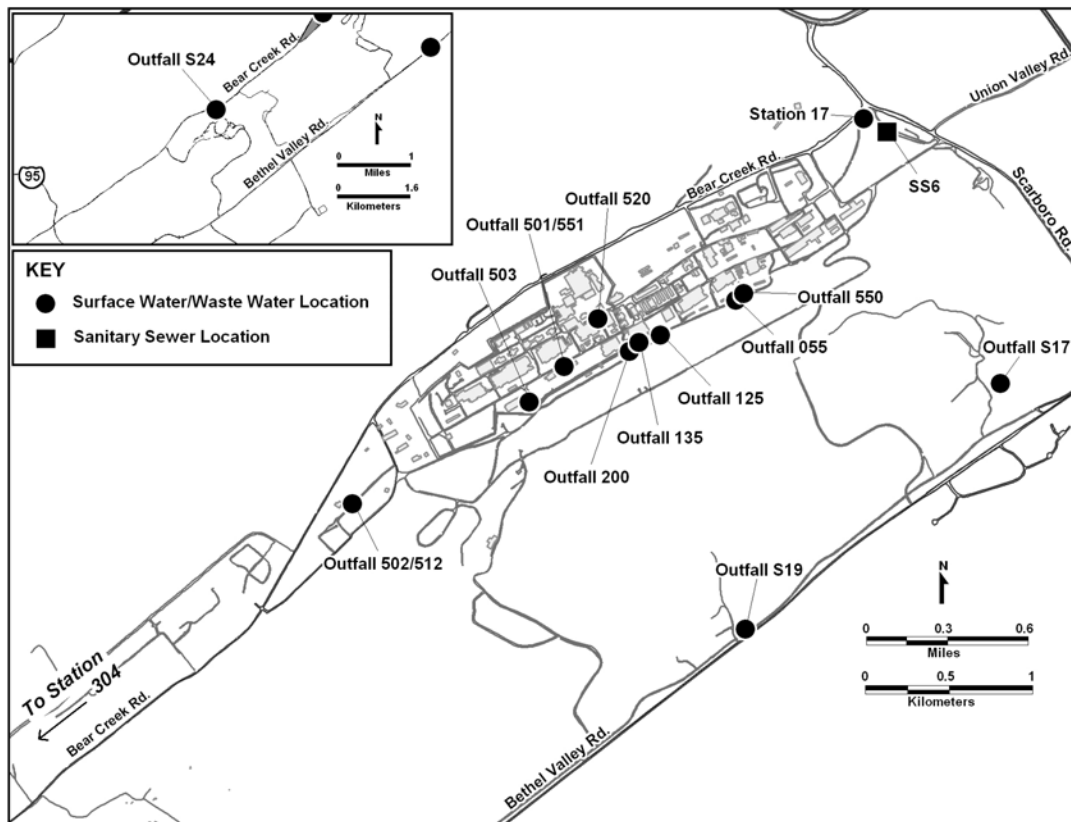 Outfall S24
Bear Creek Rd.
Bethel Valley Rd.
95
N
0 1
Miles
0 1.6
Kilometers
KEY
Surface Water/Waste Water Location
Sanitary Sewer Location
Station 17
Union Valley Rd.
SS6
Scarboro Rd.
Bear Creek Rd.
Outfall 520
Outfall 501/551
Outfall 503
Outfall 550
Outfall 055
Outfall S17
Outfall 125
Outfall 135
Outfall 200
Outfall 502/512
Outfall S19
N
0 0.3 0.6
Miles
0 0.5 1
Kilometers
To Station
304
Bear Creek Rd.
Bethel Valley Rd.